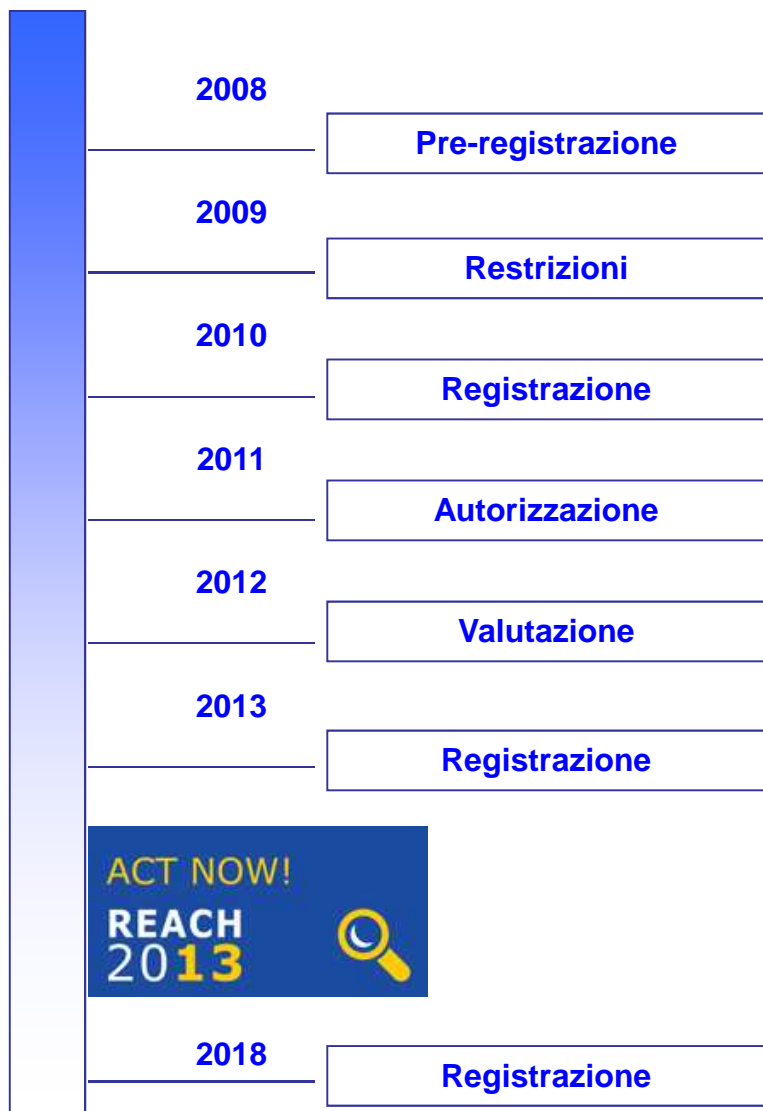 2008
Pre-registrazione
2009
Restrizioni
2010
Registrazione
2011
Autorizzazione
2012
Valutazione
2013
Registrazione
ACT NOW!
REACH
2013
2018
Registrazione